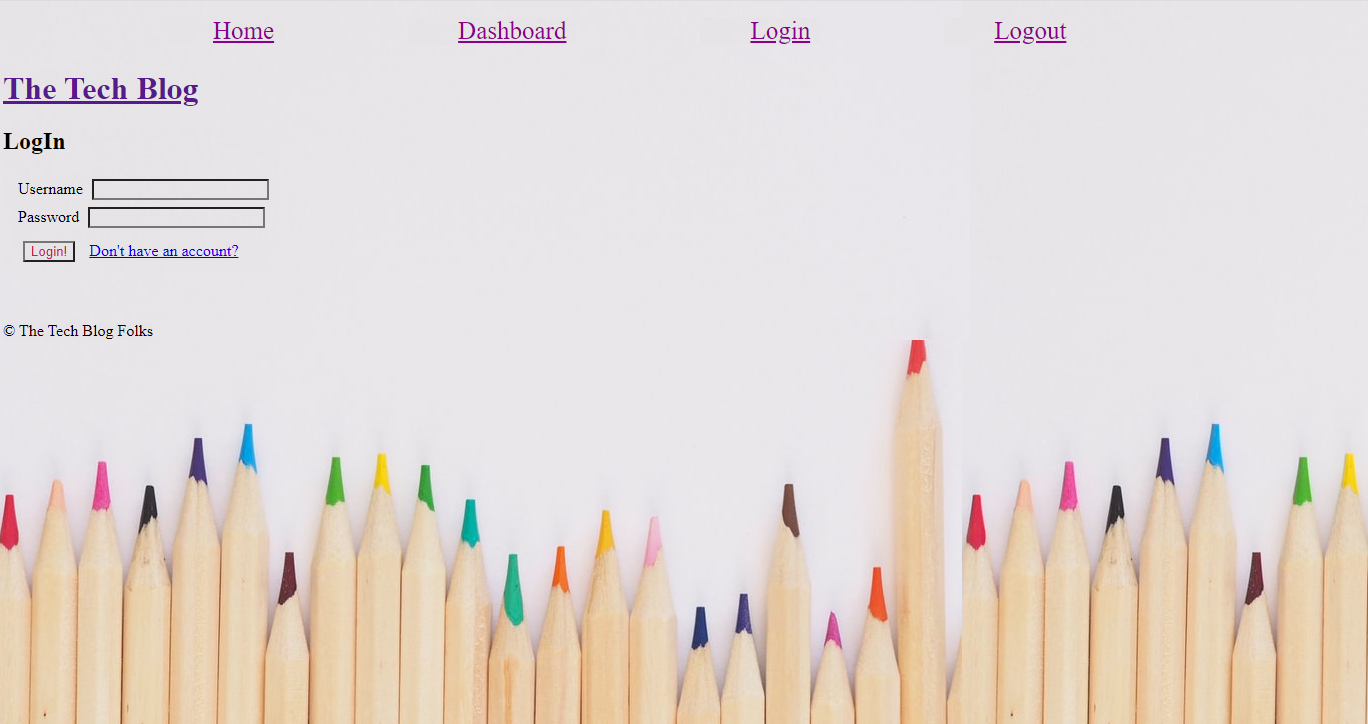 Home Dashboard Login Logout
The Tech Blog
LogIn
Username
Password
Login! Don't have an account?
© The Tech Blog Folks